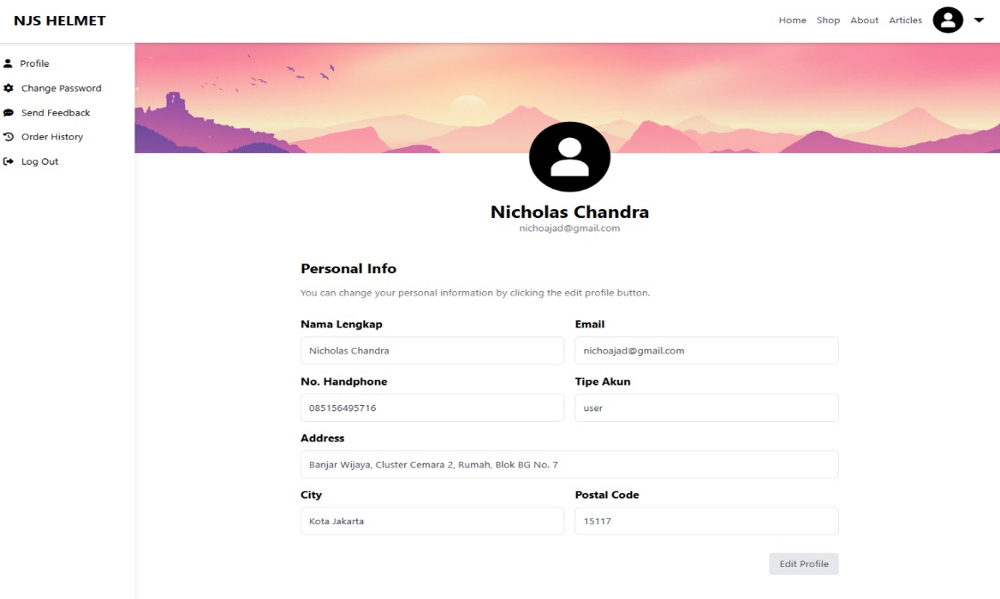 NJS HELMET
Home Shop About Articles
Profile
Change Password
Send Feedback
Order History
Log Out
Nicholas Chandra
nichoajad@gmail.com
Personal Info
You can change your personal information by clicking the edit profile button.
Nama Lengkap Email
Nicholas Chandra nichoajad@gmail.com
No. Handphone Tipe Akun
085156495716 user
Address
Banjar Wijaya, Cluster Cemara 2, Rumah, Blok BG No. 7
City Postal Code
Kota Jakarta 15117
Edit Profile